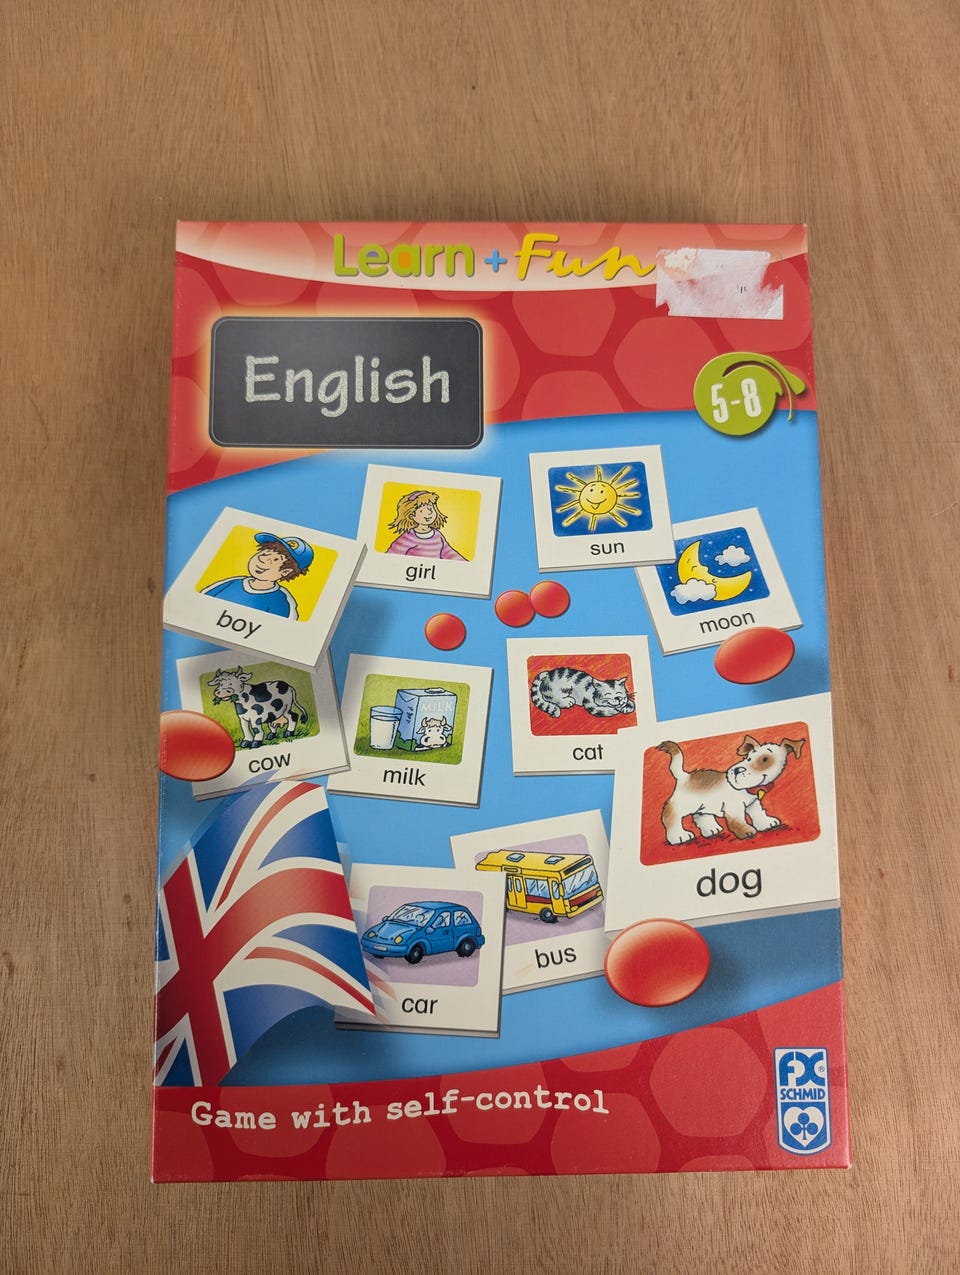 Learn + Fun
English
5-8
girl
sun
boy
moon
cow
milk
MILK
cat
dog
car
bus
Game with self-control
FX®
SCHMID